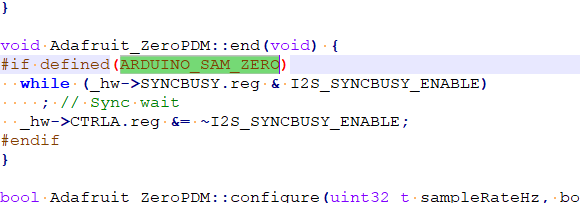 }
void Adafruit_ZeroPDM::end(void) {
#if defined(ARDUINO_SAM_ZERO)
while (_hw->SYNCBUSY.reg & I2S_SYNCBUSY_ENABLE)
; // Sync wait
_hw->CTRLA.reg &= ~I2S_SYNCBUSY_ENABLE;
#endif
}
bool Adafruit_ZeroPDM::configure(uint32_t sampleRateHz, bo